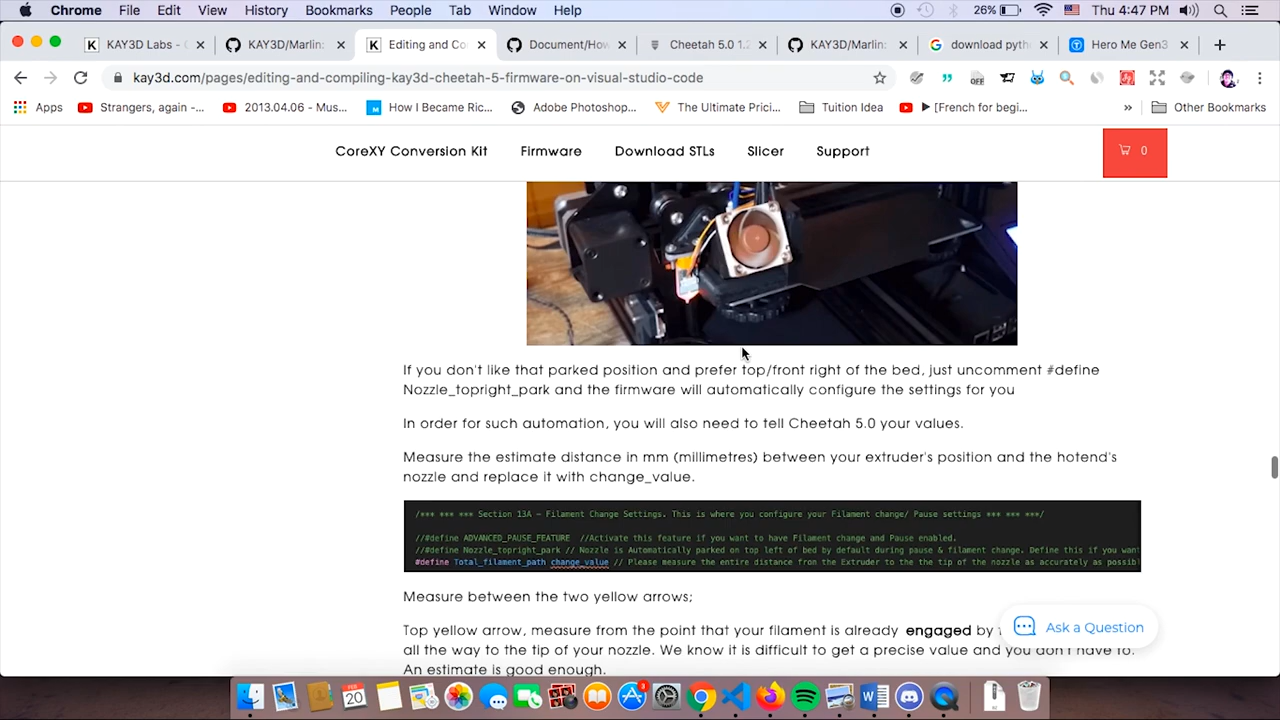 Chrome File Edit View History Bookmarks People Tab Window Help 26% Thu 4:47 PM
KAY3D Labs - KAY3D/Marlin: Editing and Co Document/How Cheetah 5.0 1.2 KAY3D/Marlin: download pyth Hero Me Gen3
kay3d.com/pages/editing-and-compiling-kay3d-cheetah-5-firmware-on-visual-studio-code OFF
Apps Strangers, again -... 2013.04.06 - Mus... How I Became Ric... Adobe Photoshop... The Ultimate Prici... Tuition Idea ▶ [French for begi... » Other Bookmarks
CoreXY Conversion Kit Firmware Download STLs Slicer Support 0
If you don't like that parked position and prefer top/front right of the bed, just uncomment #define
Nozzle_topright_park and the firmware will automatically configure the settings for you
In order for such automation, you will also need to tell Cheetah 5.0 your values.
Measure the estimate distance in mm (millimetres) between your extruder's position and the hotend's
nozzle and replace it with change_value.
/*** *** *** Section 13A – Filament Change Settings. This is where you configure your Filament change/ Pause settings *** *** ***/
//#define ADVANCED_PAUSE_FEATURE //Activate this feature if you want to have Filament change and Pause enabled.
//#define Nozzle_topright_park // Nozzle is Automatically parked on top left of bed by default during pause & filament change. Define this if you want
#define Total_filament_path change_value // Please measure the entire distance from the Extruder to the the tip of the nozzle as accurately as possib
Measure between the two yellow arrows;
Top yellow arrow, measure from the point that your filament is already engaged by
all the way to the tip of your nozzle. We know it is difficult to get a precise value and you don't have to.
An estimate is good enough.
Ask a Question
FEB
20
3